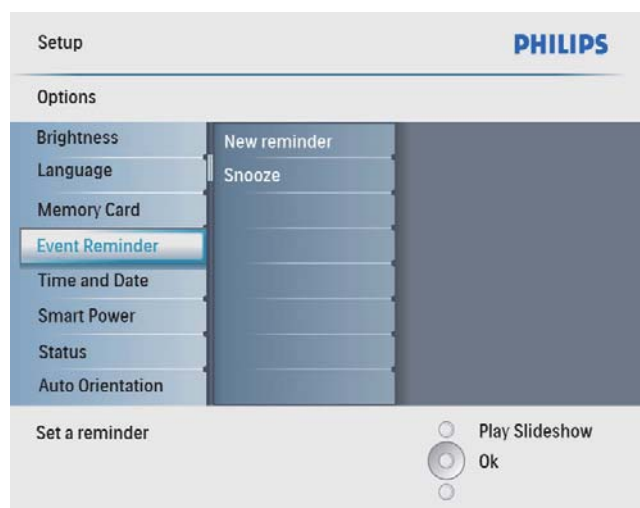 Setup
PHILIPS
Options
Brightness
Language
Memory Card
Event Reminder
Time and Date
Smart Power
Status
Auto Orientation
New reminder
Snooze
Set a reminder
Play Slideshow
Ok